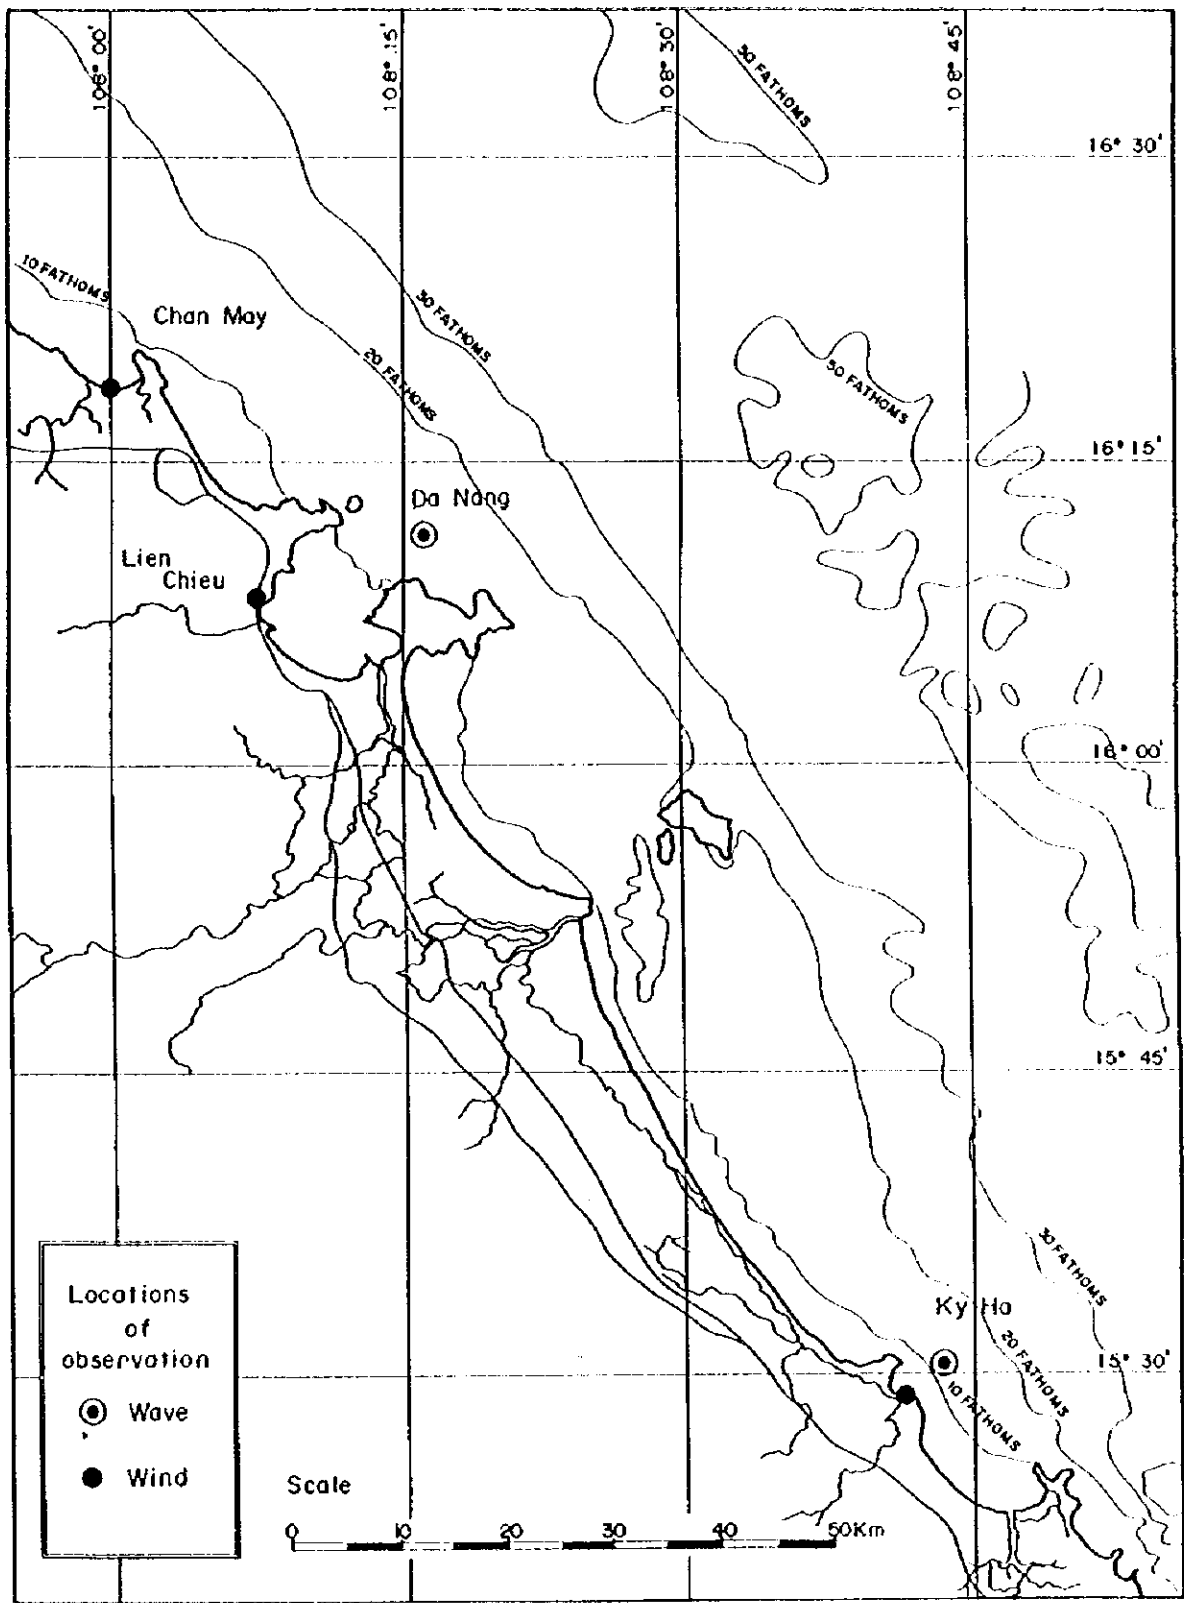 108° 00'
108° 15'
108° 30'
108° 45'
50 FATHOMS
16° 30'
10 FATHOMS
Chan May
30 FATHOMS
20 FATHOMS
50 FATHOMS
16° 15'
Da Nang
Lien
Chieu
16° 00'
15° 45'
30 FATHOMS
Ky Ha
20 FATHOMS
15° 30'
10 FATHOMS
Locations
of
observation
Wave
Wind
Scale
0 10 20 30 40 50Km